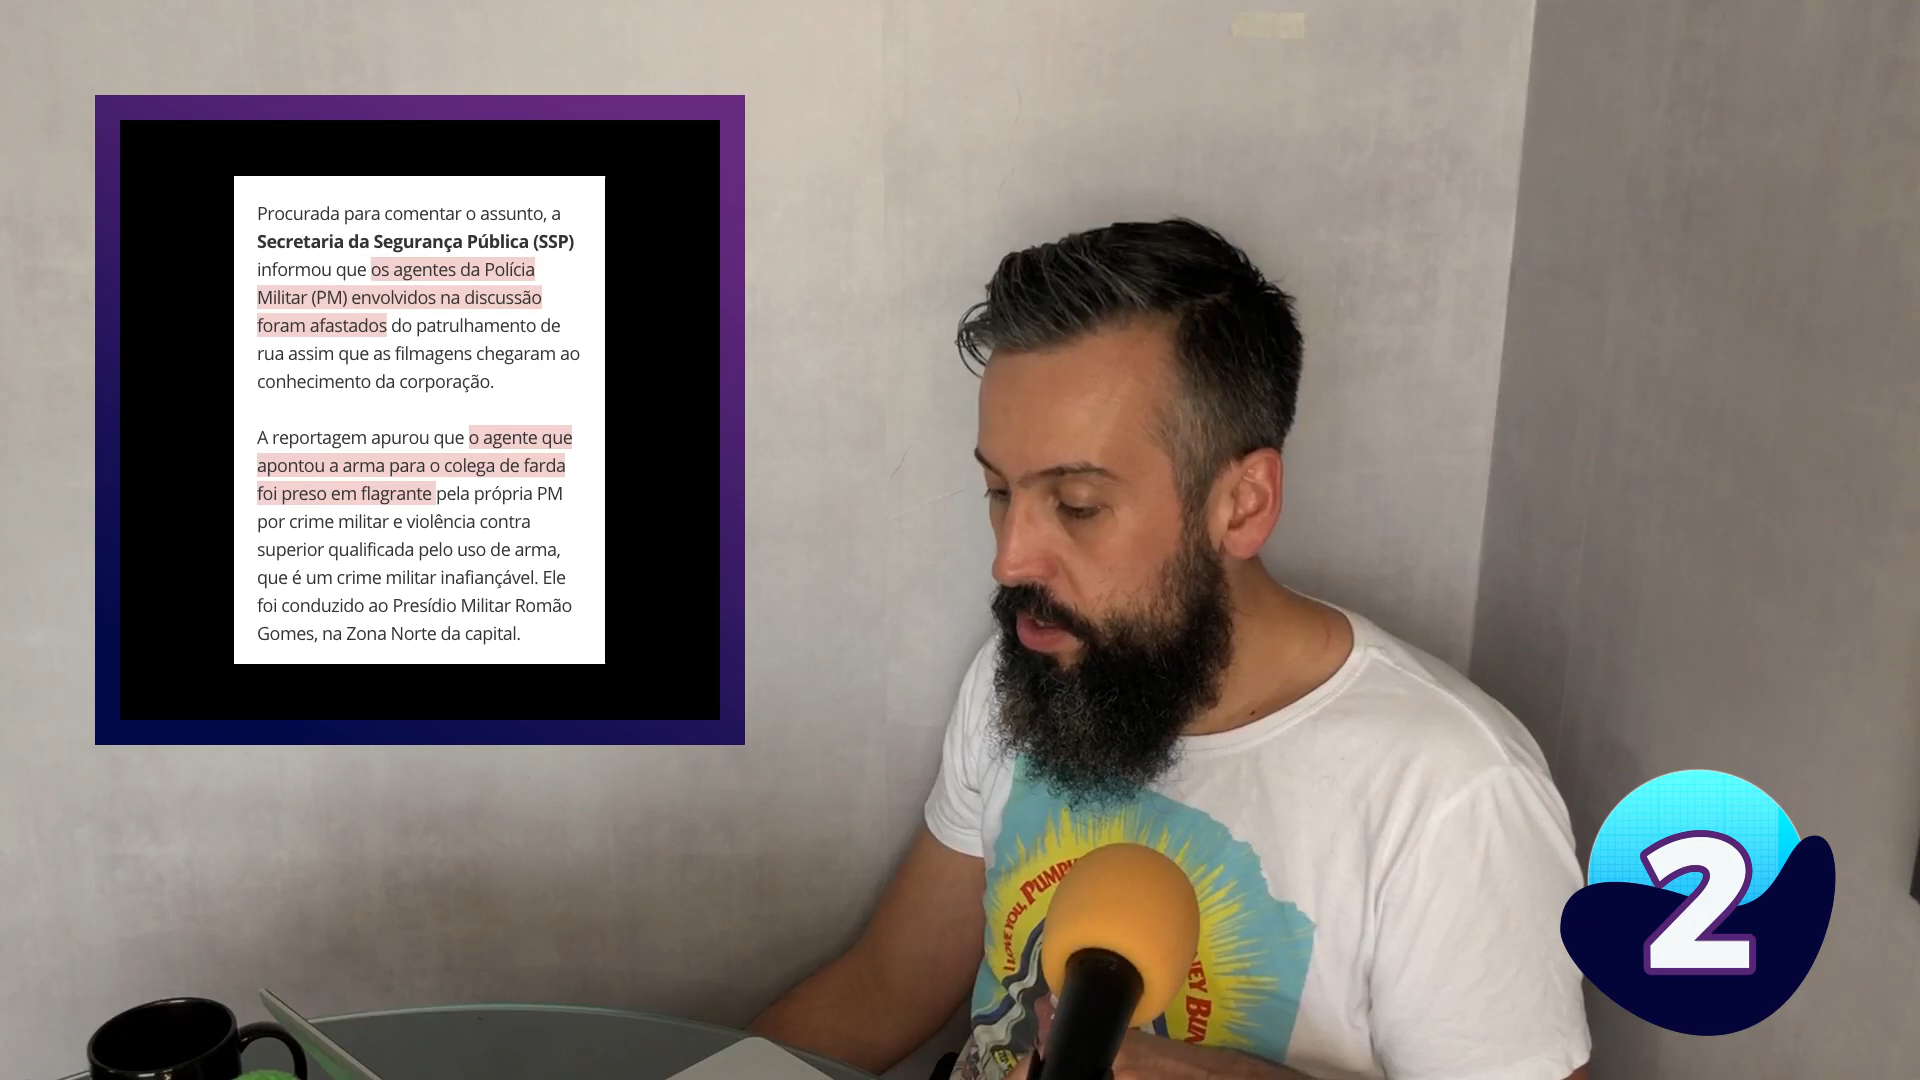 Procurada para comentar o assunto, a
Secretaria da Segurança Pública (SSP)
informou que os agentes da Polícia
Militar (PM) envolvidos na discussão
foram afastados do patrulhamento de
rua assim que as filmagens chegaram ao
conhecimento da corporação.
A reportagem apurou que o agente que
apontou a arma para o colega de farda
foi preso em flagrante pela própria PM
por crime militar e violência contra
superior qualificada pelo uso de arma,
que é um crime militar inafiançável. Ele
foi conduzido ao Presídio Militar Romão
Gomes, na Zona Norte da capital.
I LOVE YOU,
2